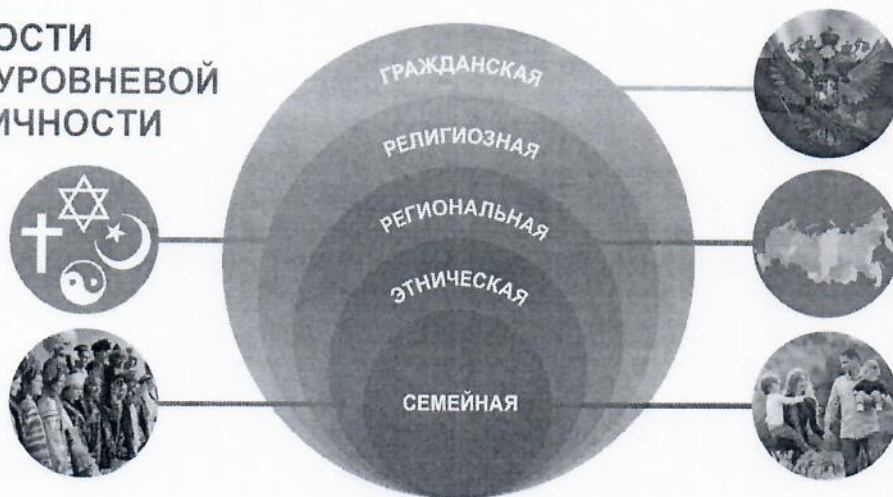 ОСТИ
УРОВНЕВОЙ
ИЧНОСТИ
ГРАЖДАНСКАЯ
РЕЛИГИОЗНАЯ
РЕГИОНАЛЬНАЯ
ЭТНИЧЕСКАЯ
СЕМЕЙНАЯ